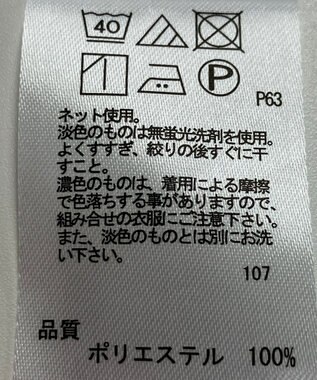 40
P
P63
ネット使用。
淡色のものは無蛍光洗剤を使用。
よくすすぎ、絞りの後すぐに干
すこと。
濃色のものは、着用による摩擦
で色落ちする事がありますので、
組み合せの衣服にご注意下さい。
また、淡色のものとは別にお洗
い下さい。
107
品質
ポリエステル 100%